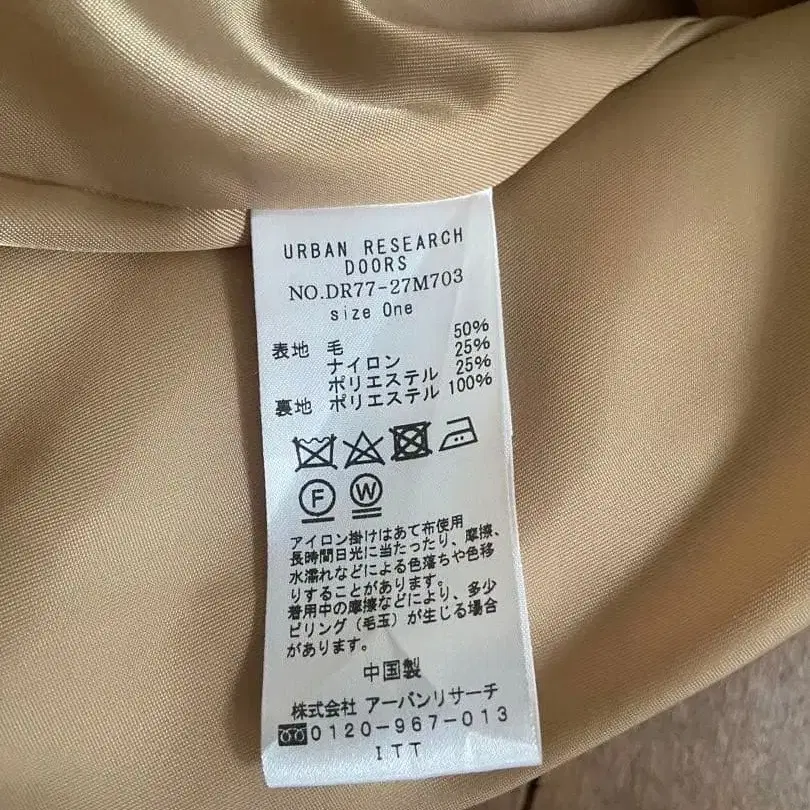 URBAN RESEARCH
DOORS
NO.DR77-27M703
size One
表地 毛 50%
ナイロン 25%
ポリエステル 25%
裏地 ポリエステル 100%
F W
アイロン掛けはあて布使用
長時間日光に当たったり、摩擦、
水濡れなどによる色落ちや色移
りすることがあります。
着用中の摩擦などにより、多少
ピリング(毛玉)が生じる場合
があります。
中国製
株式会社 アーバンリサーチ
0120-967-013
ITT